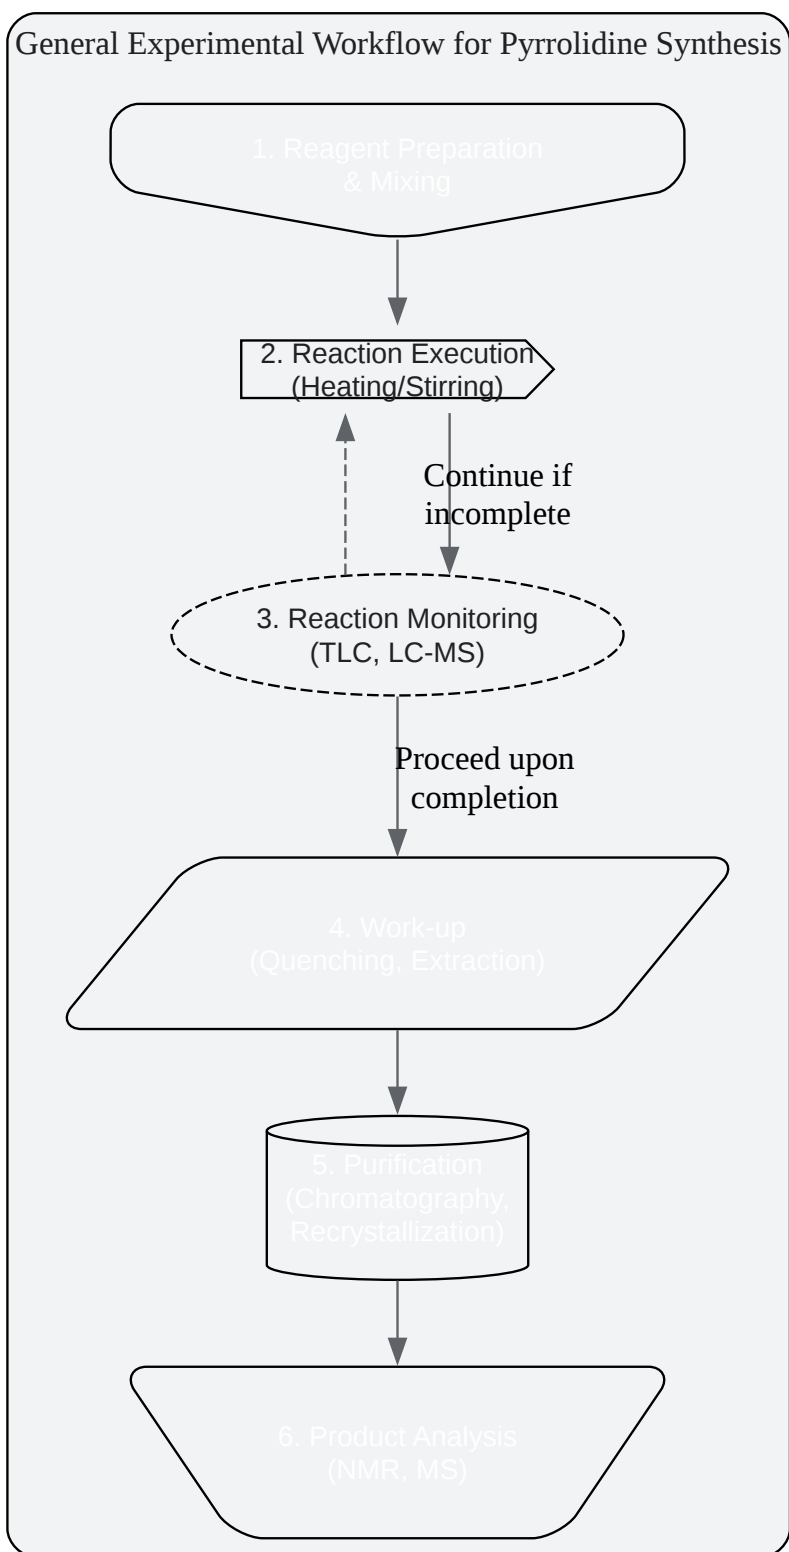 General Experimental Workflow for Pyrrolidine Synthesis
1. Reagent Preparation
& Mixing
2. Reaction Execution
(Heating/Stirring)
Continue if
incomplete
3. Reaction Monitoring
(TLC, LC-MS)
Proceed upon
completion
4. Work-up
(Quenching, Extraction)
5. Purification
(Chromatography,
Recrystallization)
6. Product Analysis
(NMR, MS)